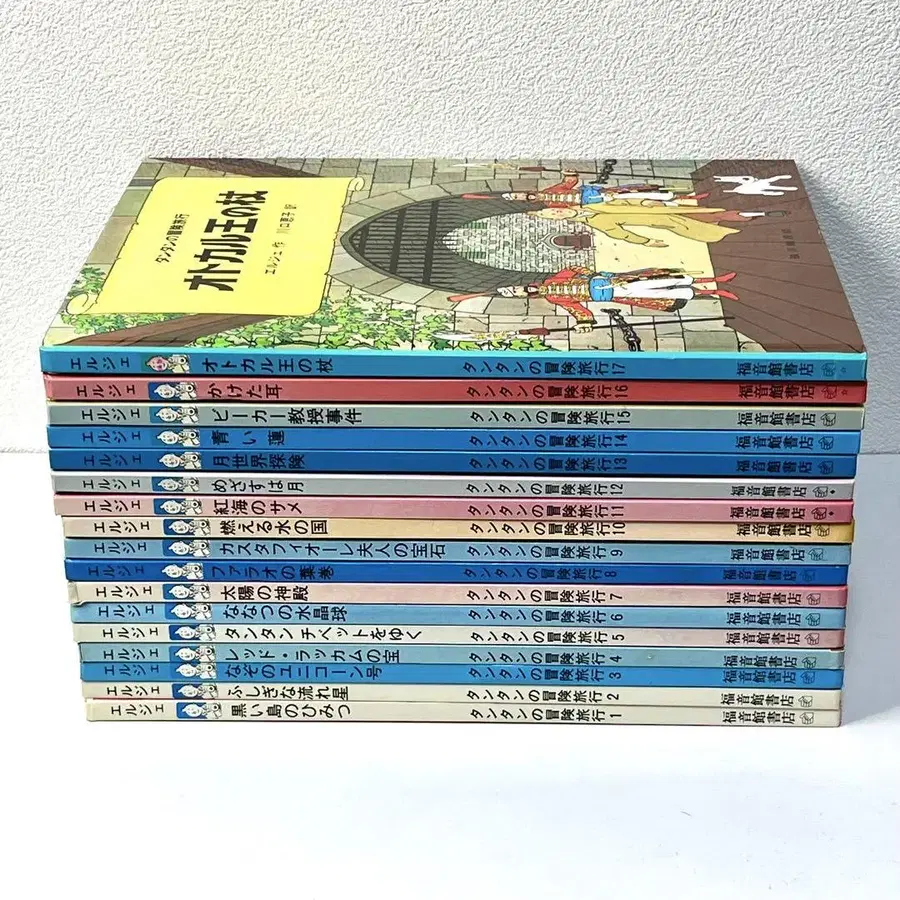 タンタンの冒険旅行
オトカル王の杖
エルジェ 作 川口恵子 訳
福音館書店
エルジェ オトカル王の杖 タンタンの冒険旅行 17 福音館書店
エルジェ かけた耳 タンタンの冒険旅行 16 福音館書店
エルジェ ビーカー教授事件 タンタンの冒険旅行 15 福音館書店
エルジェ 青い蓮 タンタンの冒険旅行 14 福音館書店
エルジェ 月世界探険 タンタンの冒険旅行 13 福音館書店
エルジェ めざすは月 タンタンの冒険旅行 12 福音館書店
エルジェ 紅海のサメ タンタンの冒険旅行 11 福音館書店
エルジェ 燃える水の国 タンタンの冒険旅行 10 福音館書店
エルジェ カスタフィオーレ夫人の宝石 タンタンの冒険旅行 9 福音館書店
エルジェ ファラオの葉巻 タンタンの冒険旅行 8 福音館書店
エルジェ 太陽の神殿 タンタンの冒険旅行 7 福音館書店
エルジェ ななつの水晶球 タンタンの冒険旅行 6 福音館書店
エルジェ タンタン チベットをゆく タンタンの冒険旅行 5 福音館書店
エルジェ レッド・ラッカムの宝 タンタンの冒険旅行 4 福音館書店
エルジェ なぞのユニコーン号 タンタンの冒険旅行 3 福音館書店
エルジェ ふしぎな流れ星 タンタンの冒険旅行 2 福音館書店
エルジェ 黒い島のひみつ タンタンの冒険旅行 1 福音館書店